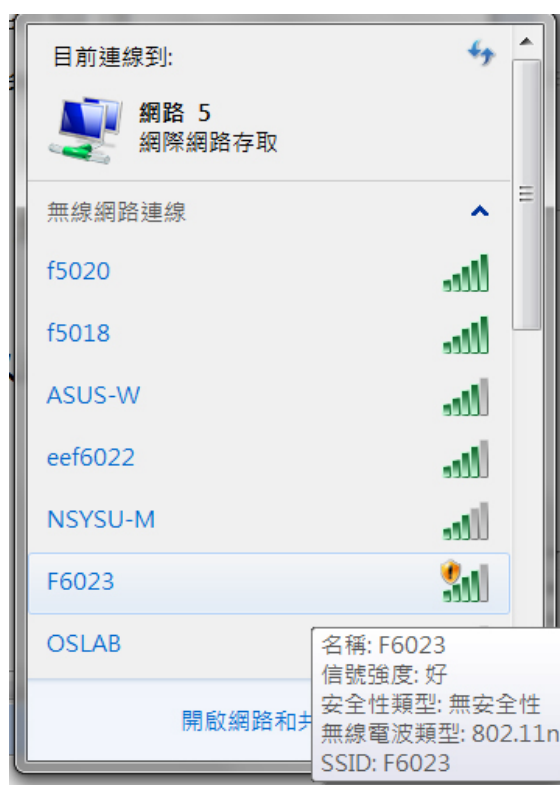 目前連線到:
網路 5
網際網路存取
無線網路連線
f5020
f5018
ASUS-W
eef6022
NSYSU-M
F6023
OSLAB
名稱: F6023
信號強度: 好
安全性類型: 無安全性
無線電波類型: 802.11n
SSID: F6023
開啟網路和